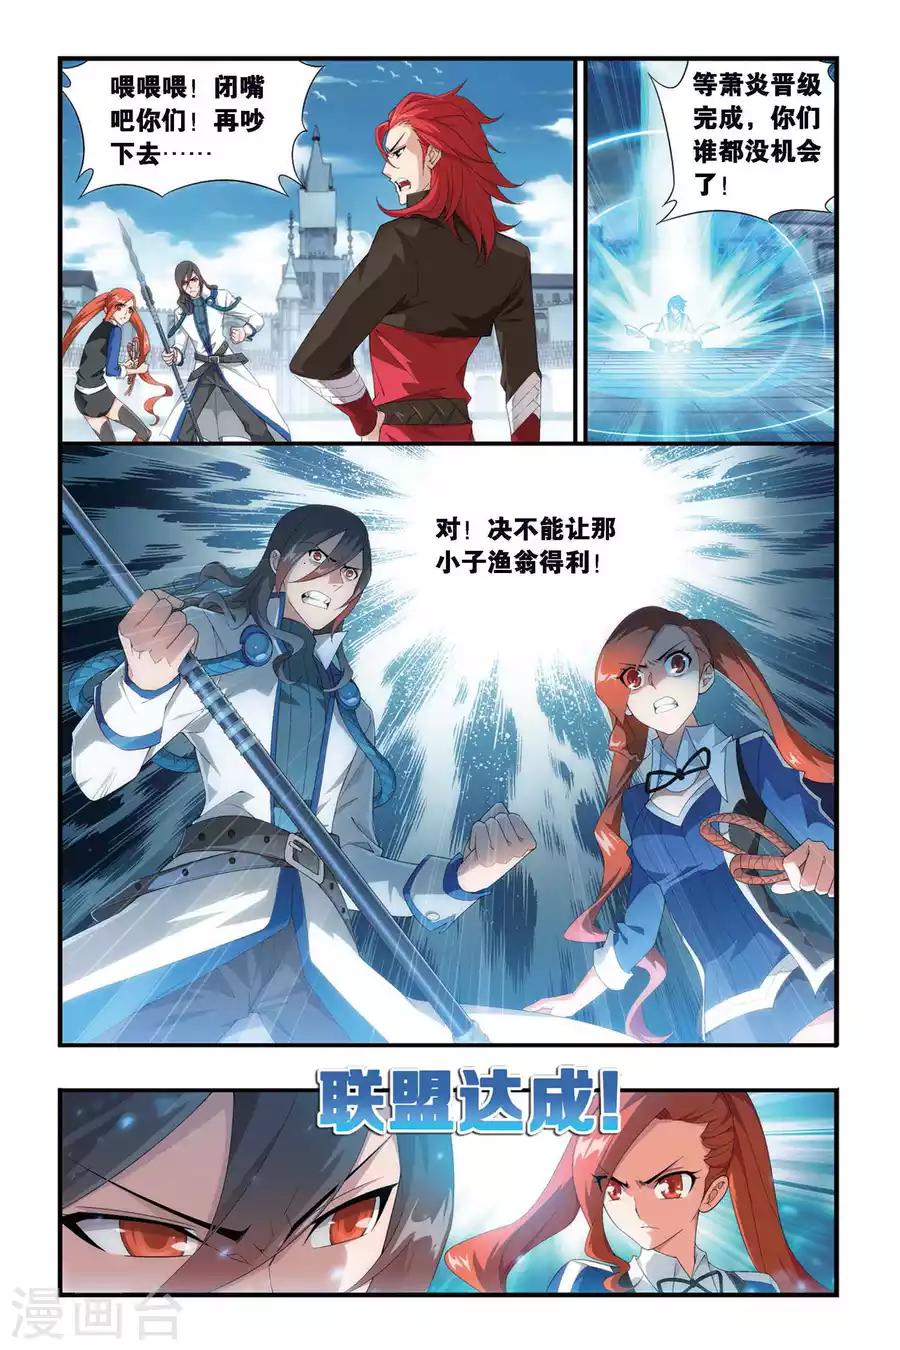 喂喂喂！闭嘴
吧你们！再吵
下去……
等萧炎晋级
完成，你们
谁都没机会
了！
对！决不能让那
小子渔翁得利！
联盟达成！
漫画台